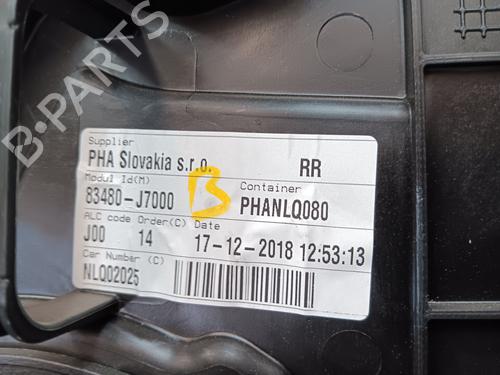 B-PARTS
Supplier
PHA Slovakia s.r.o. RR
Modul Id(M) Container
83480-J7000 B PHANLQ080
ALC code Order(C) Date
J00 14 17-12-2018 12:53:13
Car Number (C)
NLQ02025